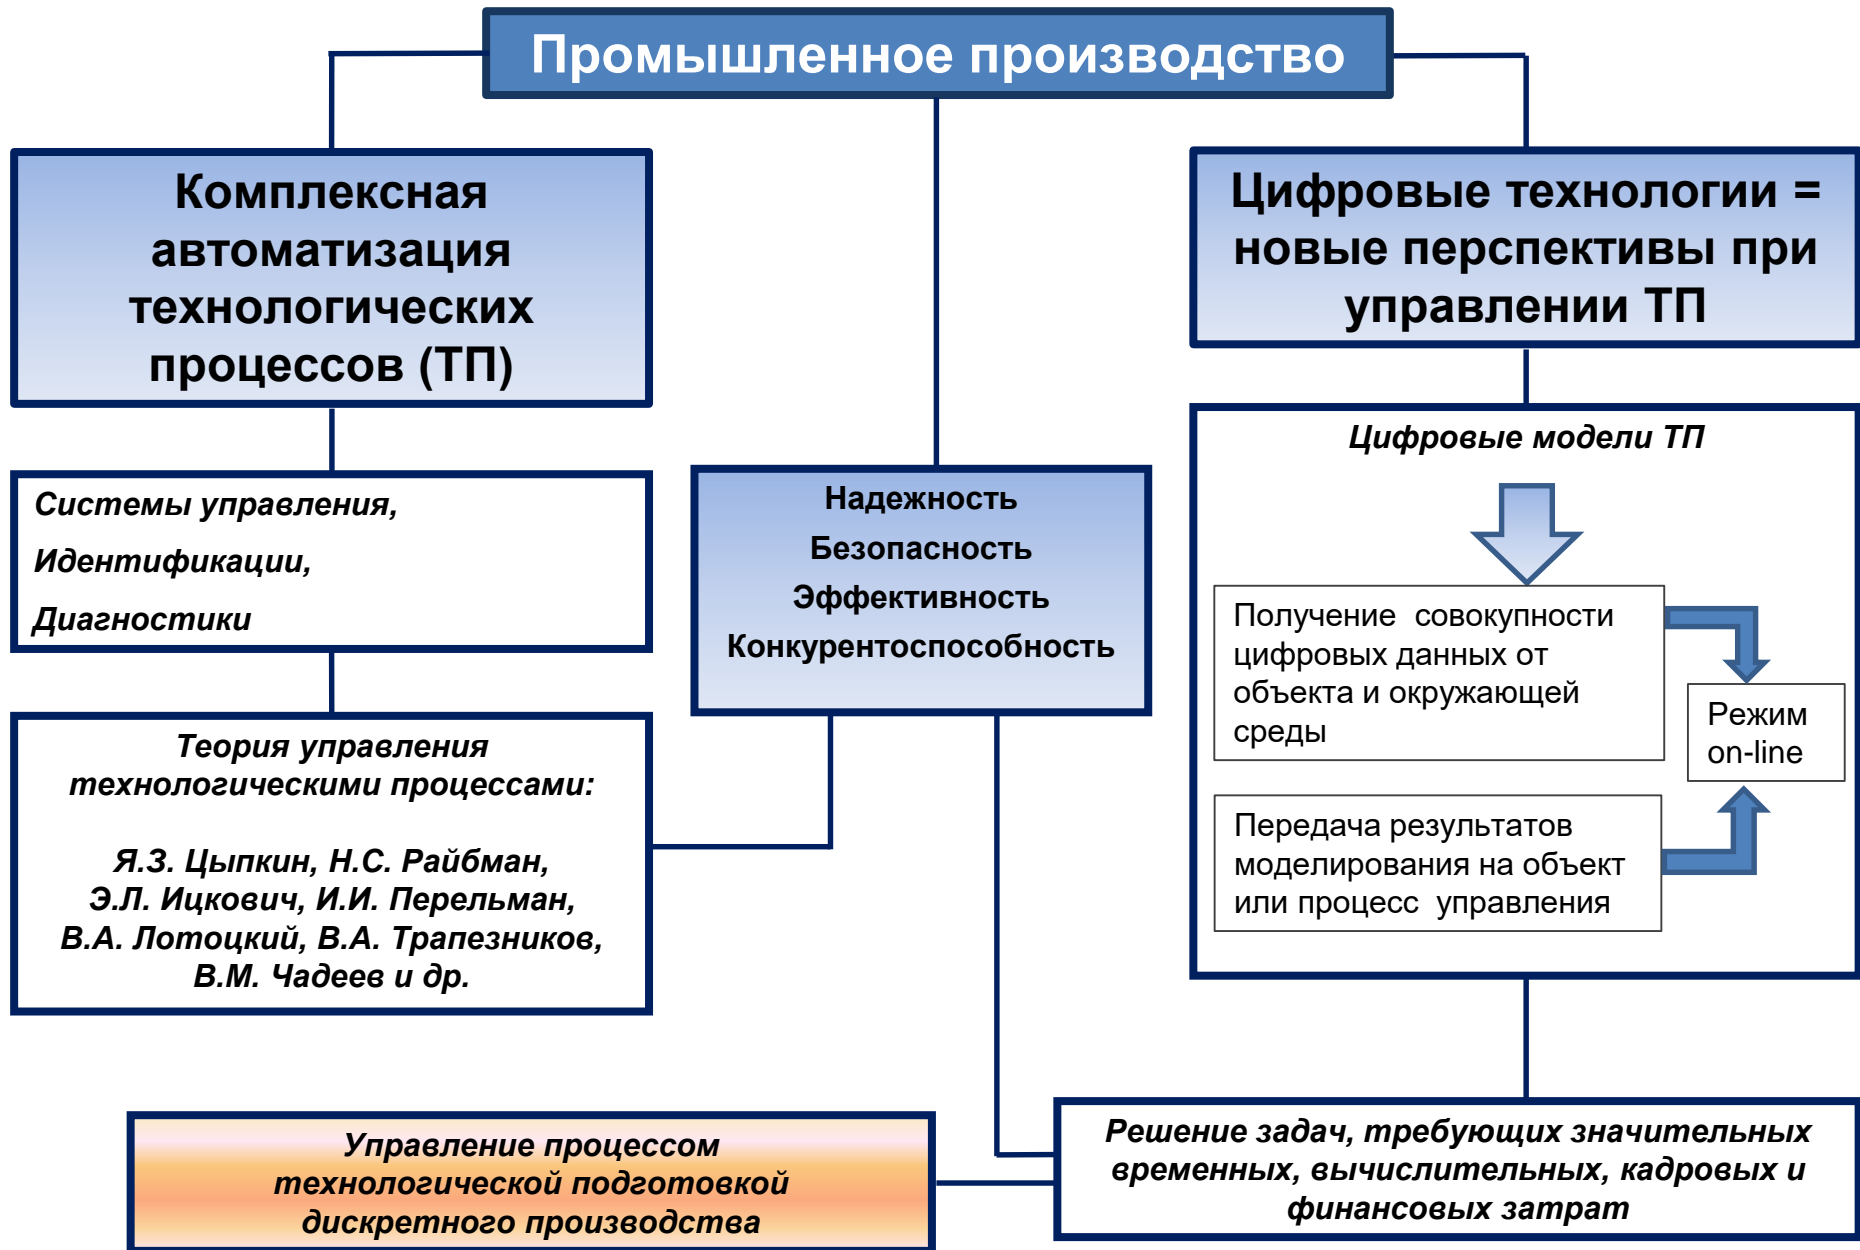 Промышленное производство
Комплексная
автоматизация
технологических
процессов (ТП)
Системы управления,
Идентификации,
Диагностики
Теория управления
технологическими процессами:
Я.З. Цыпкин, Н.С. Райбман,
Э.Л. Ицкович, И.И. Перельман,
В.А. Лотоцкий, В.А. Трапезников,
В.М. Чадеев и др.
Надежность
Безопасность
Эффективность
Конкурентоспособность
Цифровые технологии =
новые перспективы при
управлении ТП
Цифровые модели ТП
Получение совокупности
цифровых данных от
объекта и окружающей
среды
Режим
on-line
Передача результатов
моделирования на объект
или процесс управления
Решение задач, требующих значительных
временных, вычислительных, кадровых и
финансовых затрат
Управление процессом
технологической подготовкой
дискретного производства